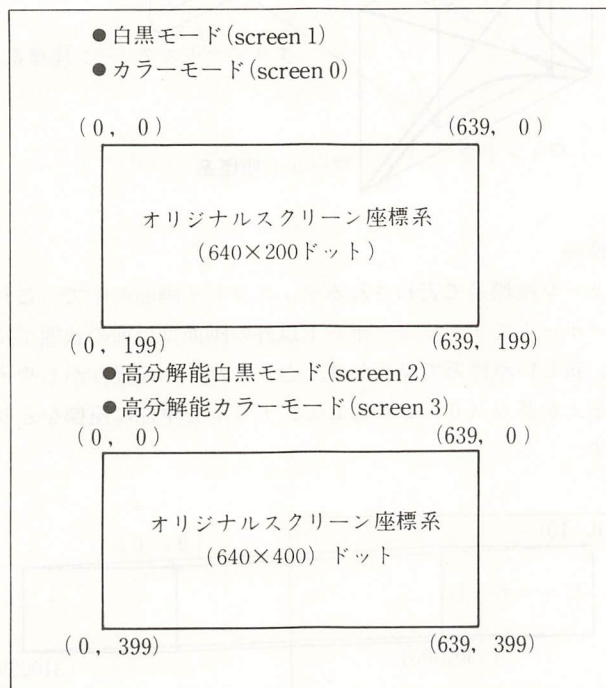 ●白黒モード(screen 1)
●カラーモード(screen 0)
(0, 0) (639, 0)
オリジナルスクリーン座標系
(640×200ドット)
(0, 199) (639, 199)
●高分解能白黒モード(screen 2)
●高分解能カラーモード(screen 3)
(0, 0) (639, 0)
オリジナルスクリーン座標系
(640×400) ドット
(0, 399) (639, 399)